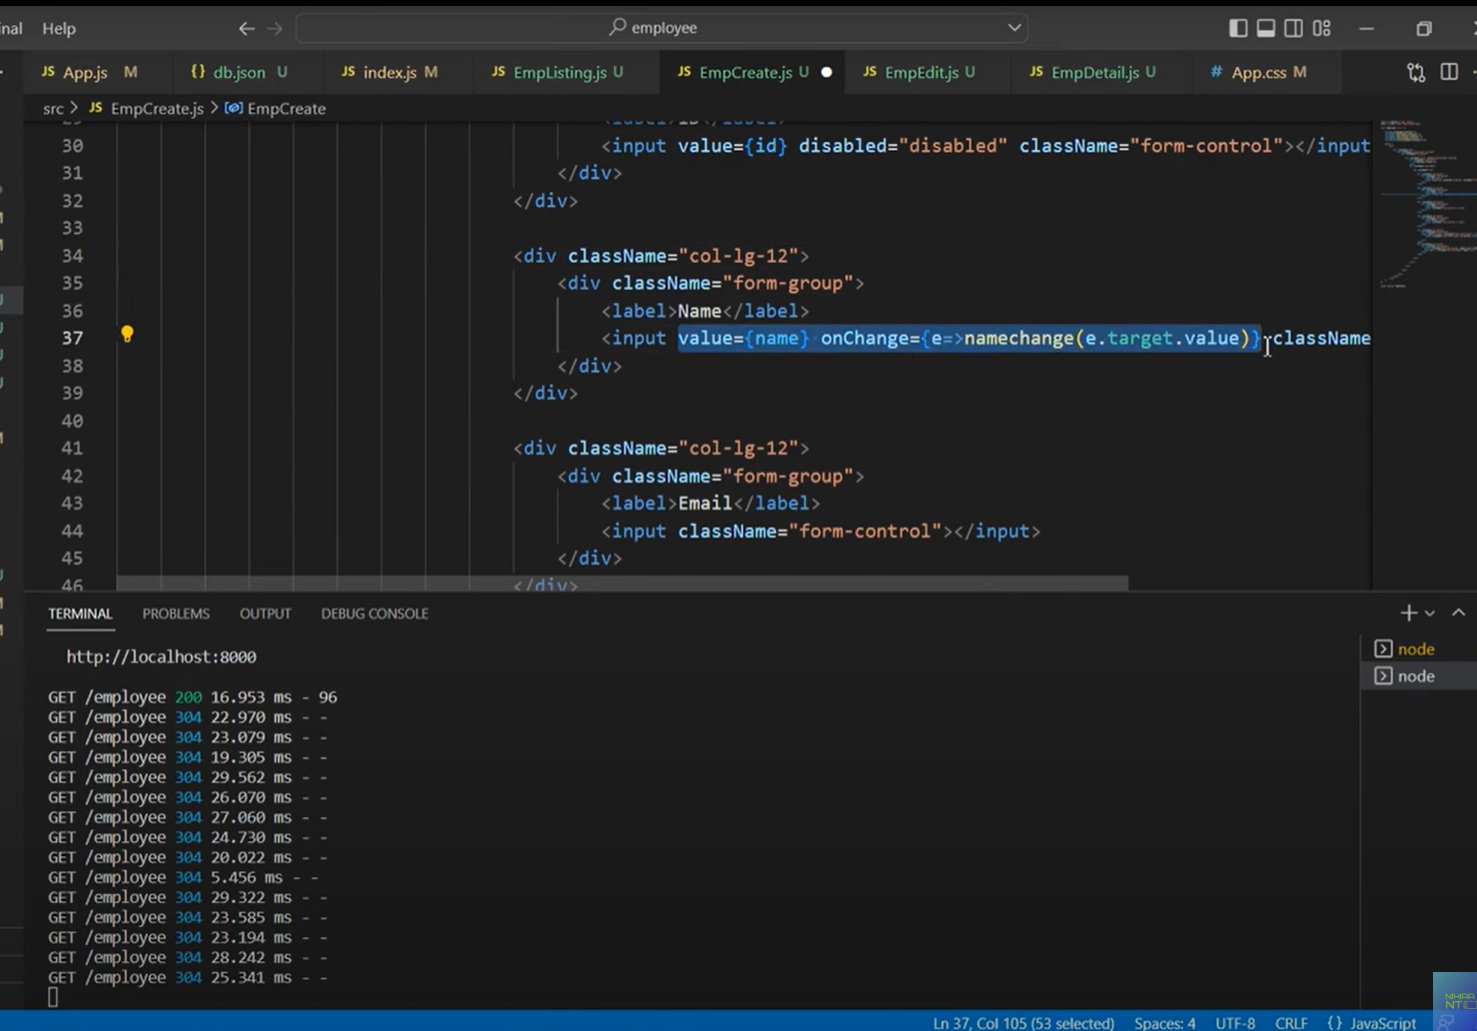 nal Help
employee
JS App.js M {} db.json U JS index.js M JS EmpListing.js U JS EmpCreate.js U JS EmpEdit.js U JS EmpDetail.js U # App.css M
src > JS EmpCreate.js > EmpCreate
30 <input value={id} disabled="disabled" className="form-control"></input
31 </div>
32 </div>
33
34 <div className="col-lg-12">
35 <div className="form-group">
36 <label>Name</label>
37 <input value={name} onChange={e=>namechange(e.target.value)} className
38 </div>
39 </div>
40
41 <div className="col-lg-12">
42 <div className="form-group">
43 <label>Email</label>
44 <input className="form-control"></input>
45 </div>
46 </div>
TERMINAL PROBLEMS OUTPUT DEBUG CONSOLE
http://localhost:8000
node
node
GET /employee 200 16.953 ms - 96
GET /employee 304 22.970 ms - -
GET /employee 304 23.079 ms - -
GET /employee 304 19.305 ms - -
GET /employee 304 29.562 ms - -
GET /employee 304 26.070 ms - -
GET /employee 304 27.060 ms - -
GET /employee 304 24.730 ms - -
GET /employee 304 20.022 ms - -
GET /employee 304 5.456 ms - -
GET /employee 304 29.322 ms - -
GET /employee 304 23.585 ms - -
GET /employee 304 23.194 ms - -
GET /employee 304 28.242 ms - -
GET /employee 304 25.341 ms - -
Ln 37, Col 105 (53 selected) Spaces: 4 UTF-8 CRLF {} JavaScript